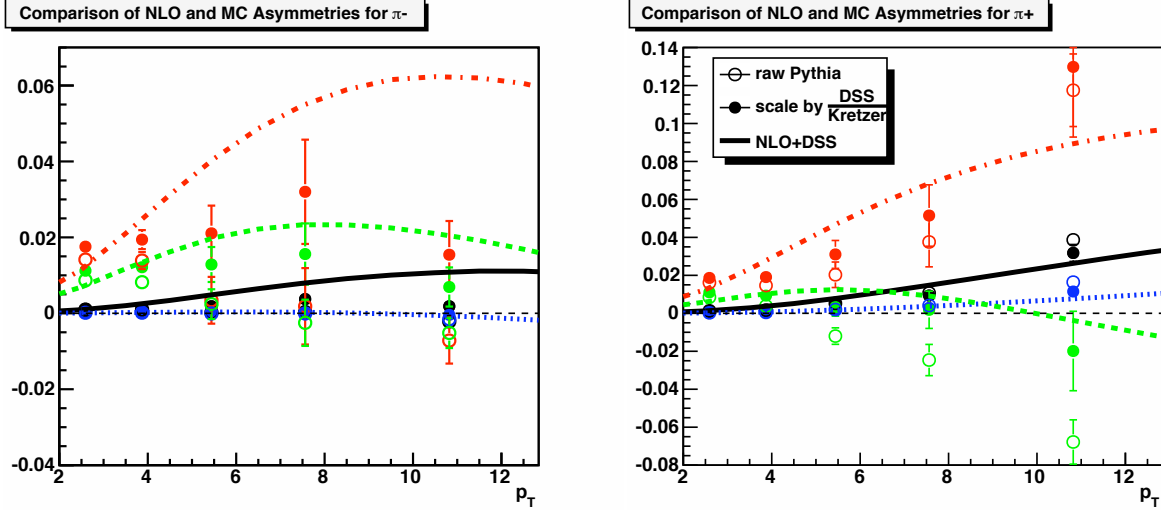 Comparison of NLO and MC Asymmetries for π-
0.06
0.04
0.02
0
-0.02
-0.04
2 4 6 8 10 12
p_T
Comparison of NLO and MC Asymmetries for π+
0.14
0.12
0.1
0.08
0.06
0.04
0.02
0
-0.02
-0.04
-0.06
-0.08
2 4 6 8 10 12
p_T
raw Pythia
scale by DSS/Kretzer
NLO+DSS